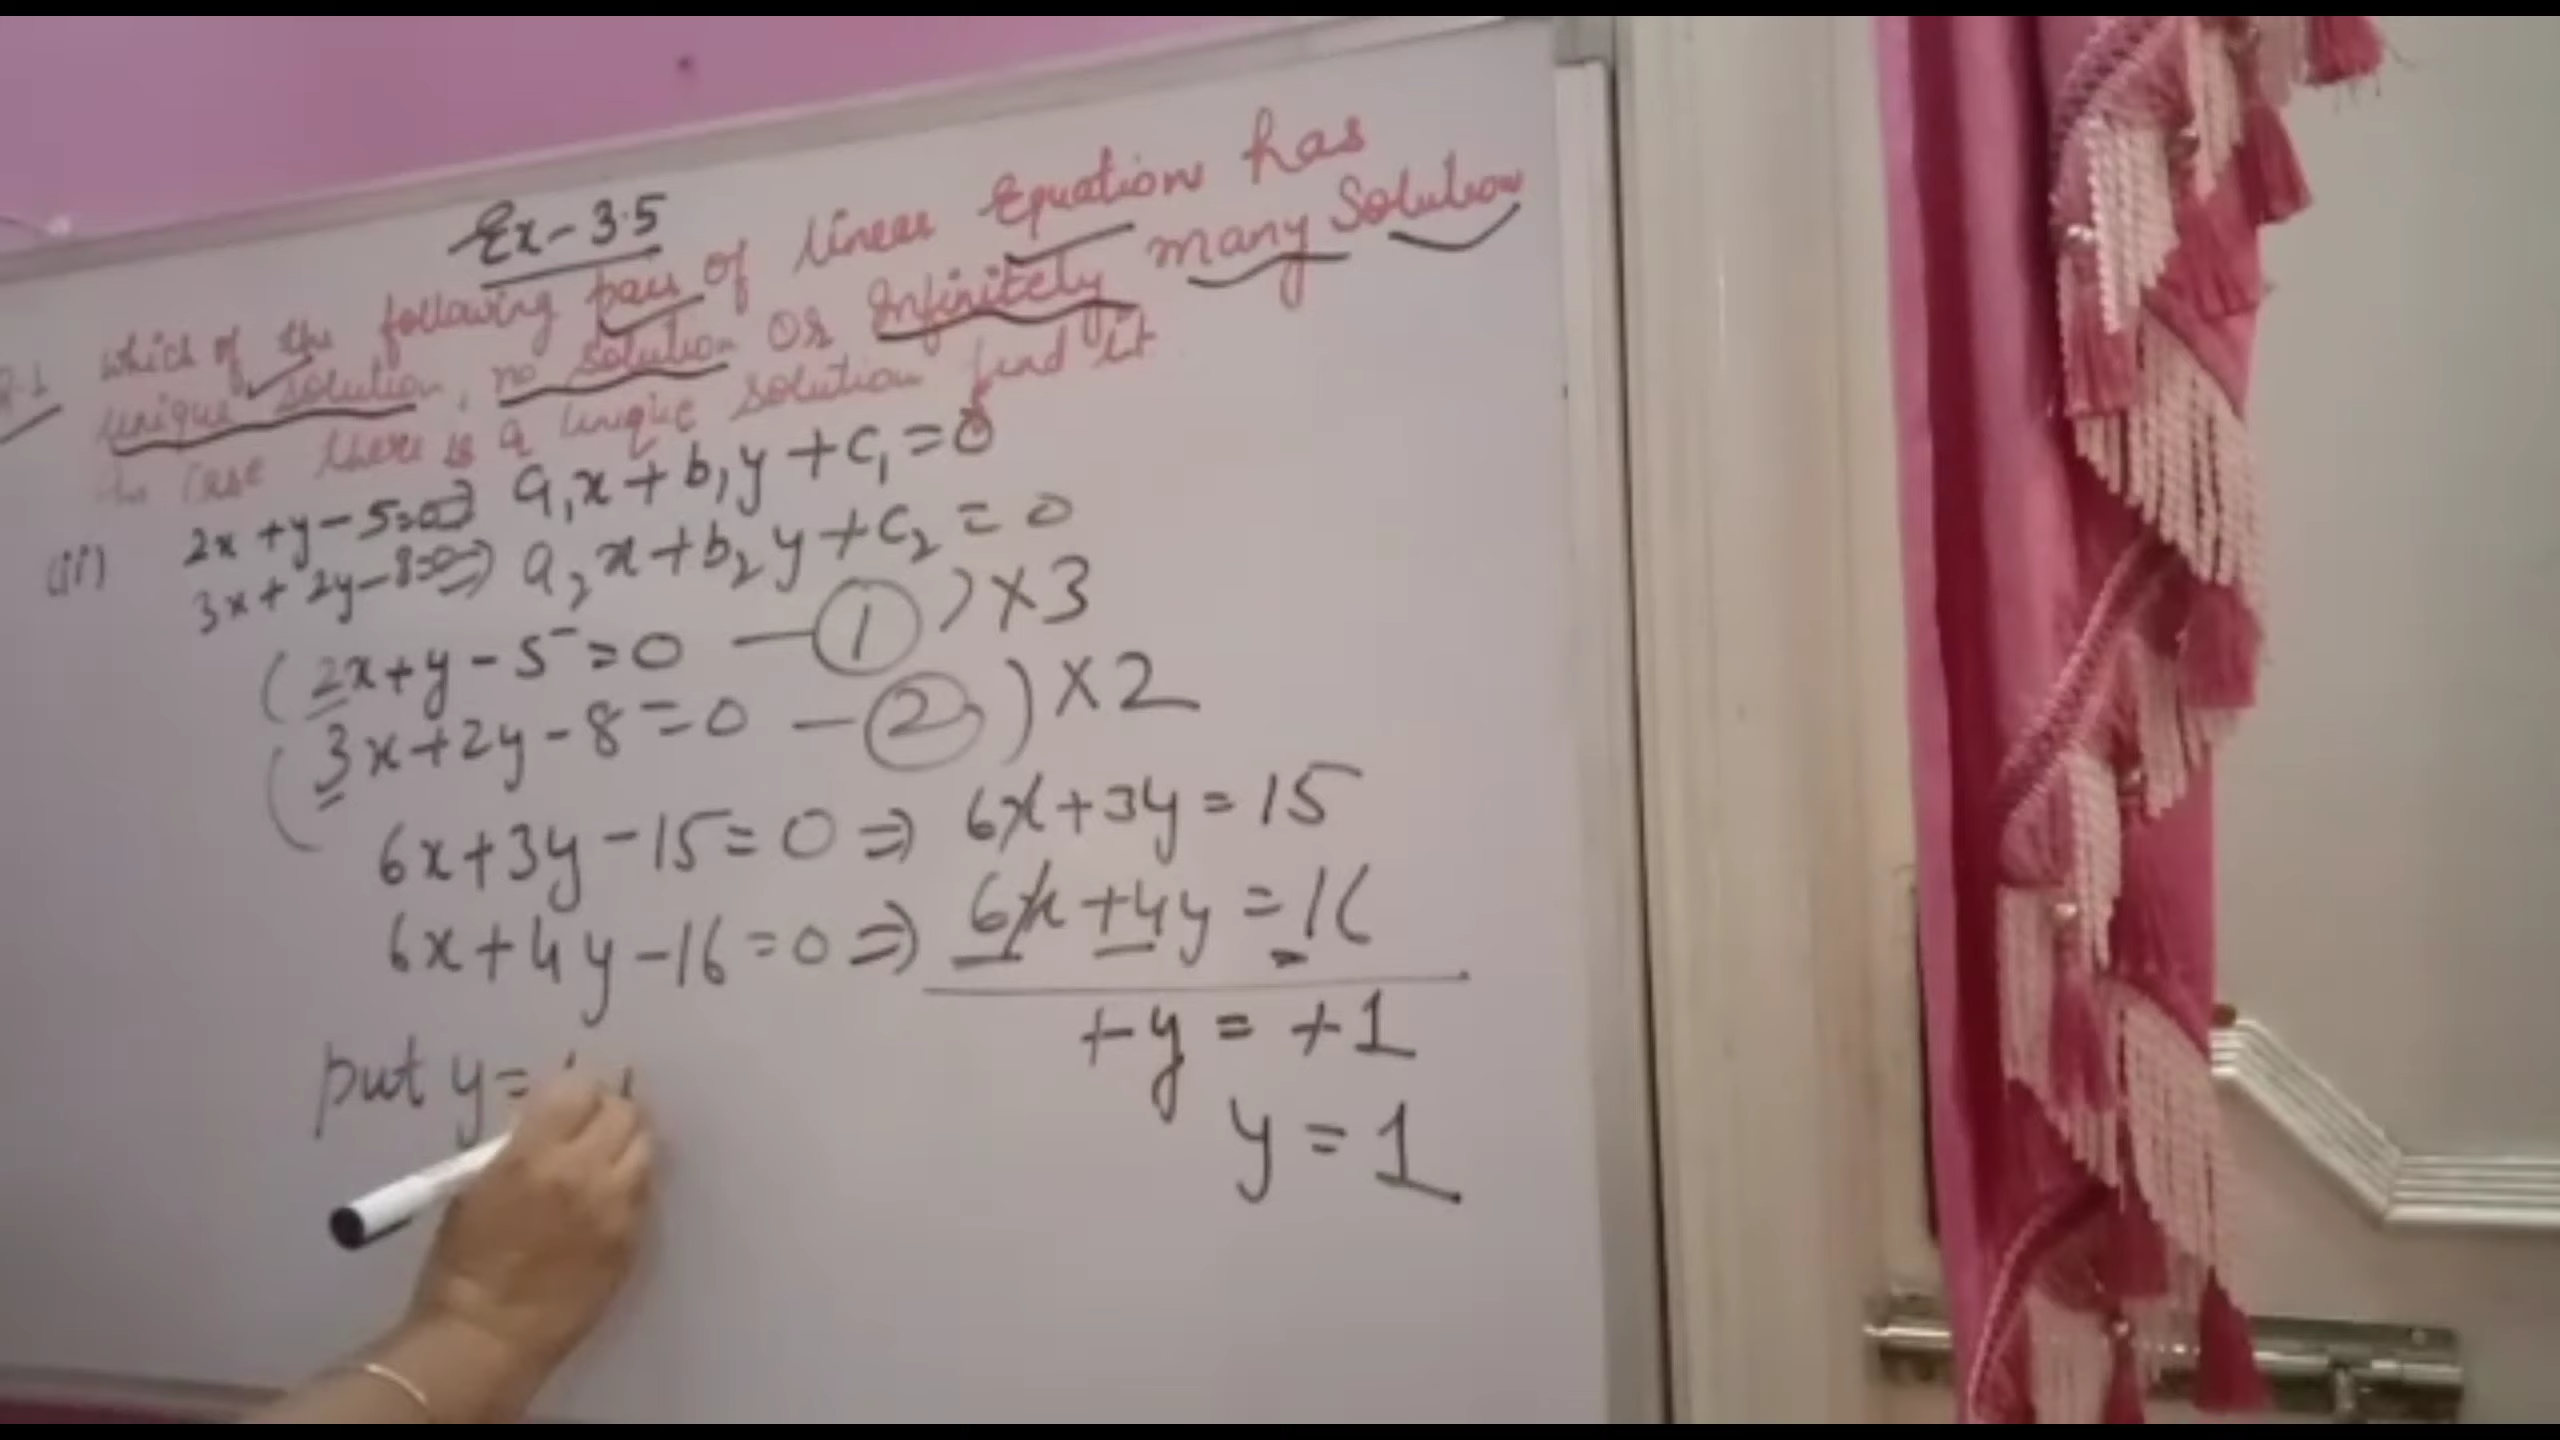 Ex-3.5
Q.1 Which of the following pair of linear Equation has
unique solution, no solution or infinitely many solution
In case there is a unique solution find it
(ii) 2x+y-5=0 ⇒ a₁x+b₁y+c₁=0
3x+2y-8=0 ⇒ a₂x+b₂y+c₂=0
(2x+y-5=0 —①)×3
(3x+2y-8=0 —②)×2
6x+3y-15=0 ⇒ 6x+3y=15
6x+4y-16=0 ⇒ 6x+4y=16
+y=+1
y=1
put y=